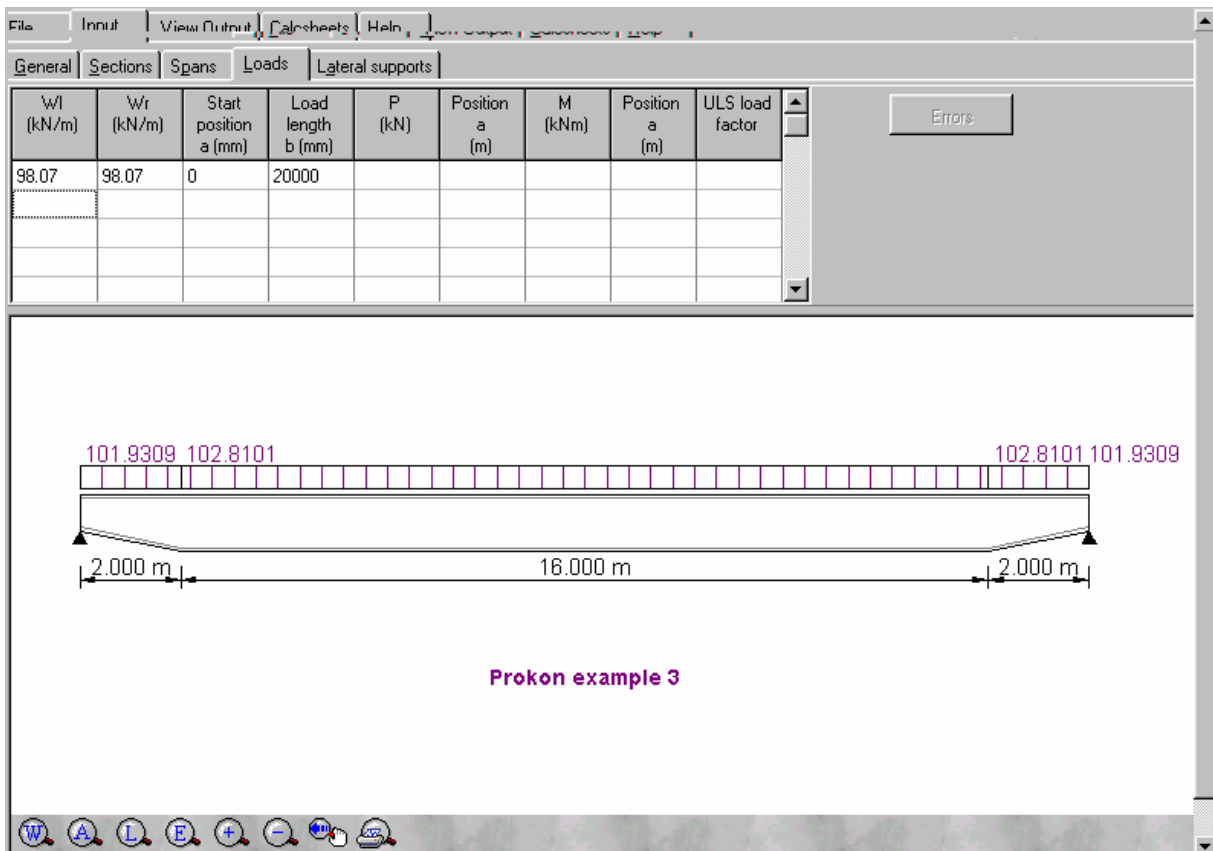 File Input View Output Calcsheets Help
General Sections Spans Loads Lateral supports
Wl (kN/m) Wr (kN/m) Start position a (mm) Load length b (mm) P (kN) Position a (m) M (kNm) Position a (m) ULS load factor
Errors
98.07 98.07 0 20000
101.9309 102.8101 102.8101 101.9309
2.000 m 16.000 m 2.000 m
Prokon example 3
W A L E + −